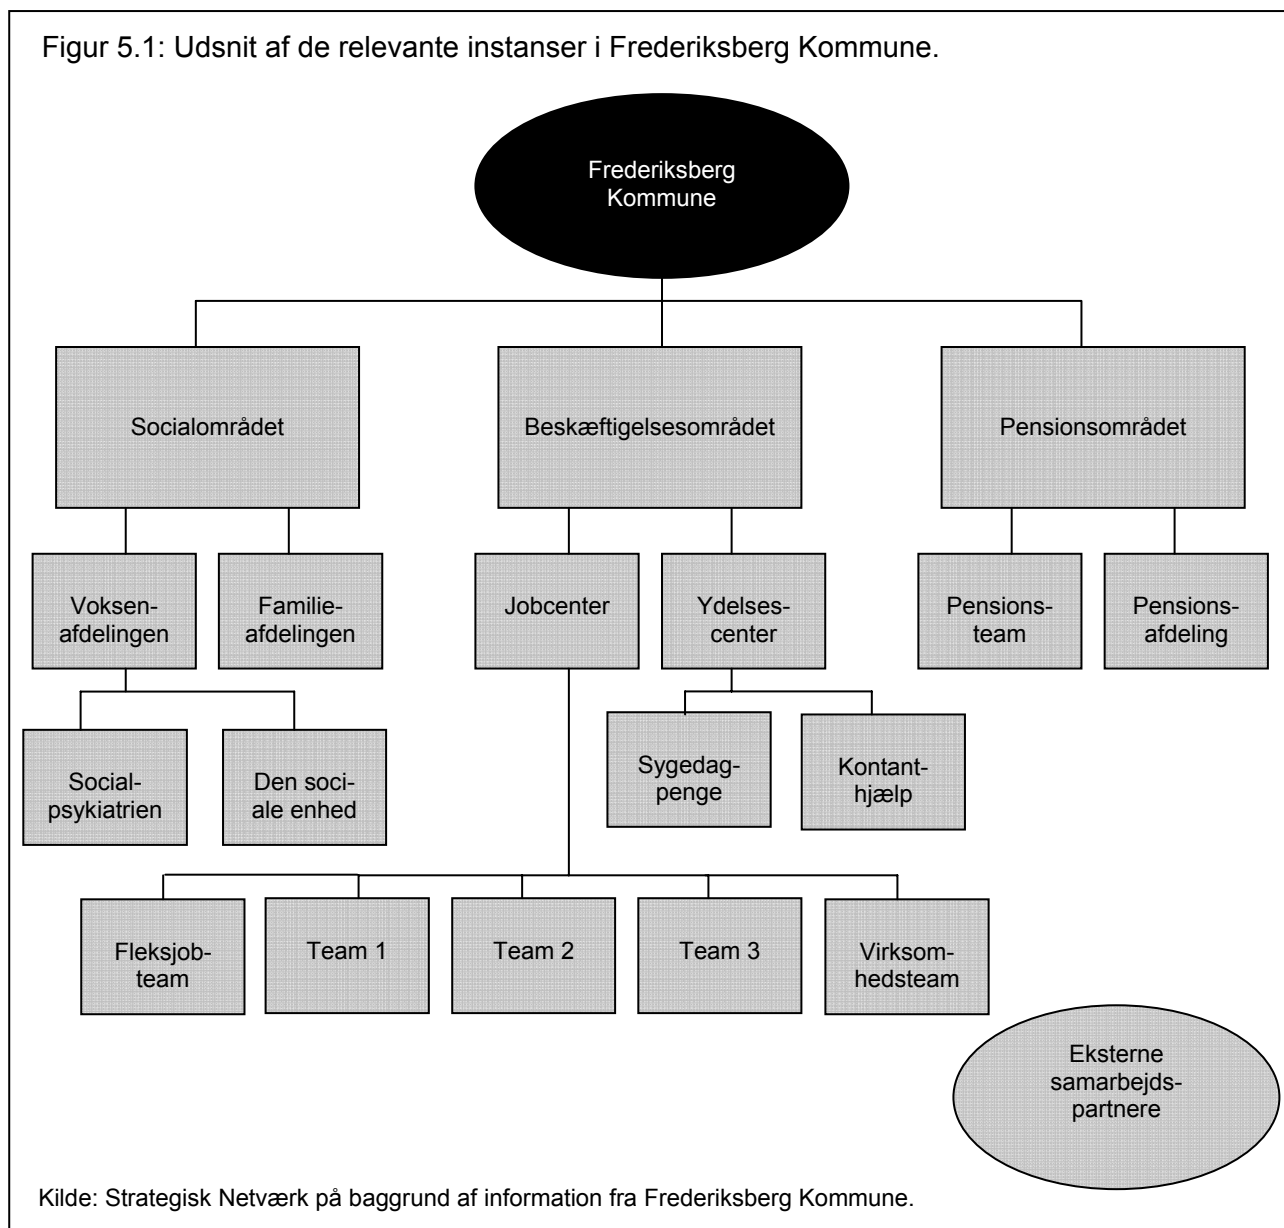 Figur 5.1: Udsnit af de relevante instanser i Frederiksberg Kommune.
Frederiksberg
Kommune
Socialområdet
Beskæftigelsesområdet
Pensionsområdet
Voksen-
afdelingen
Familie-
afdelingen
Jobcenter
Ydelses-
center
Pensions-
team
Pensions-
afdeling
Social-
psykiatrien
Den soci-
ale enhed
Sygedag-
penge
Kontant-
hjælp
Fleksjob-
team
Team 1
Team 2
Team 3
Virksom-
hedsteam
Eksterne
samarbejds-
partnere
Kilde: Strategisk Netværk på baggrund af information fra Frederiksberg Kommune.